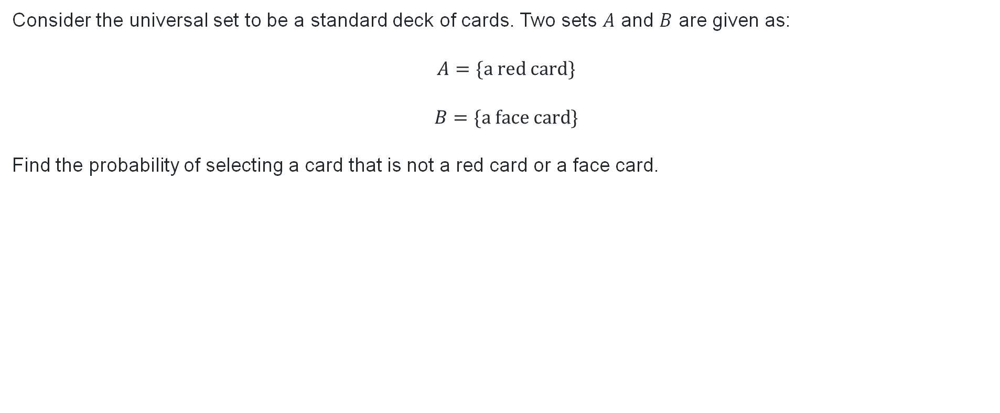 Consider the universal set to be a standard deck of cards. Two sets A and B are given as:
A = {a red card}
B = {a face card}
Find the probability of selecting a card that is not a red card or a face card.